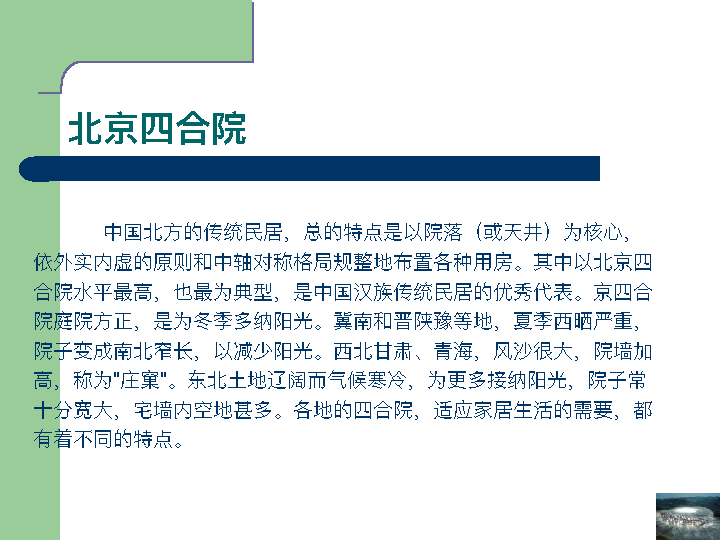 北京四合院
中国北方的传统民居，总的特点是以院落（或天井）为核心，
依外实内虚的原则和中轴对称格局规整地布置各种用房。其中以北京四
合院水平最高，也最为典型，是中国汉族传统民居的优秀代表。京四合
院庭院方正，是为冬季多纳阳光。冀南和晋陕豫等地，夏季西晒严重，
院子变成南北窄长，以减少阳光。西北甘肃、青海，风沙很大，院墙加
高，称为"庄窠"。东北土地辽阔而气候寒冷，为更多接纳阳光，院子常
十分宽大，宅墙内空地甚多。各地的四合院，适应家居生活的需要，都
有着不同的特点。